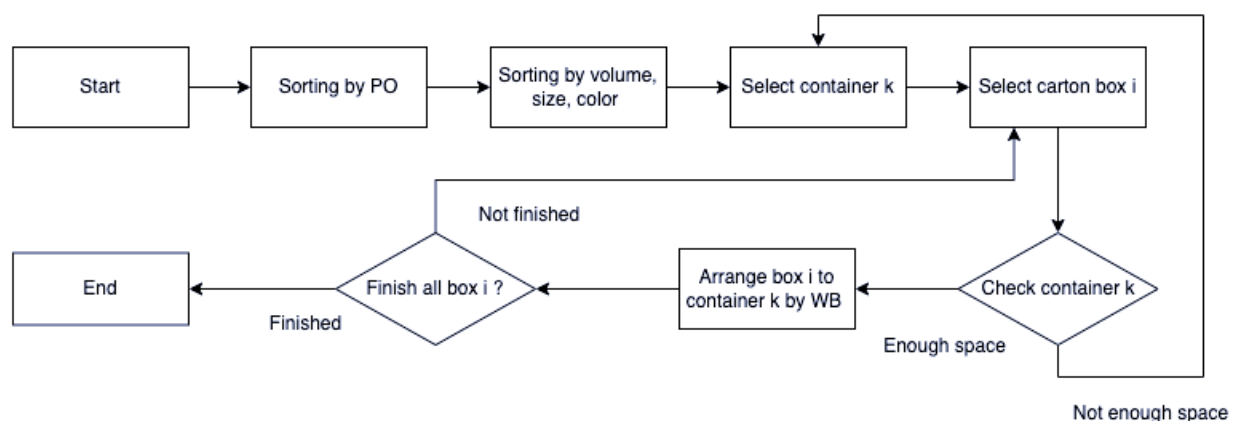 Start
Sorting by PO
Sorting by volume,
size, color
Select container k
Select carton box i
Not finished
End
Finish all box i ?
Arrange box i to
container k by WB
Check container k
Finished
Enough space
Not enough space